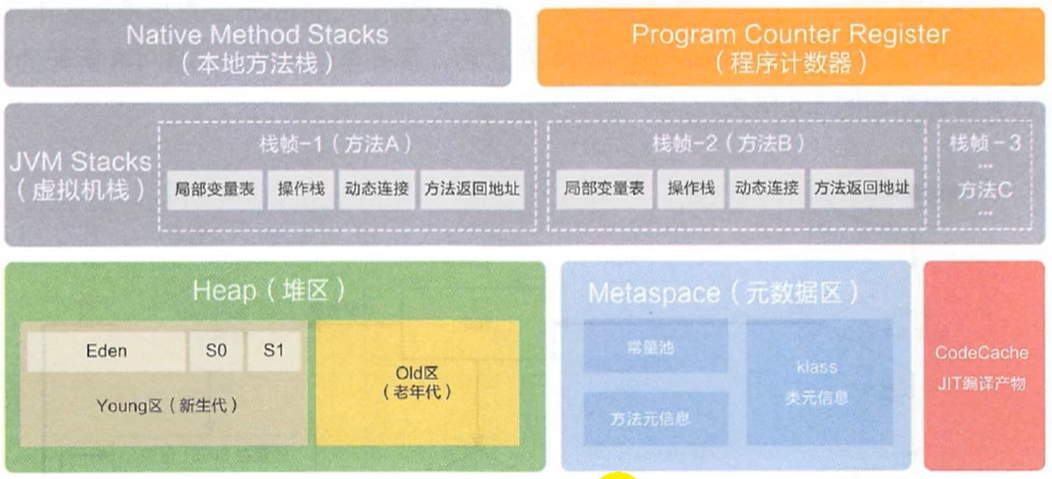 Native Method Stacks
（本地方法栈）
Program Counter Register
（程序计数器）
JVM Stacks
（虚拟机栈）
栈帧-1（方法A）
局部变量表
操作栈
动态连接
方法返回地址
栈帧-2（方法B）
局部变量表
操作栈
动态连接
方法返回地址
栈帧-3
...
方法C
...
Heap（堆区）
Eden
S0
S1
Young区（新生代）
Old区
（老年代）
Metaspace（元数据区）
常量池
方法元信息
klass
类元信息
CodeCache
JIT编译产物